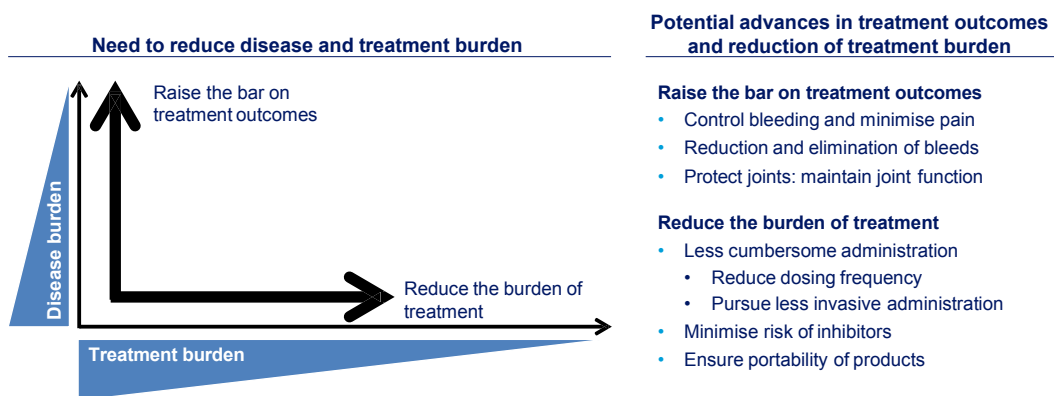 Need to reduce disease and treatment burden
Raise the bar on
treatment outcomes
Disease burden
Reduce the burden of
treatment
Treatment burden
Potential advances in treatment outcomes
and reduction of treatment burden
Raise the bar on treatment outcomes
• Control bleeding and minimise pain
• Reduction and elimination of bleeds
• Protect joints: maintain joint function
Reduce the burden of treatment
• Less cumbersome administration
• Reduce dosing frequency
• Pursue less invasive administration
• Minimise risk of inhibitors
• Ensure portability of products